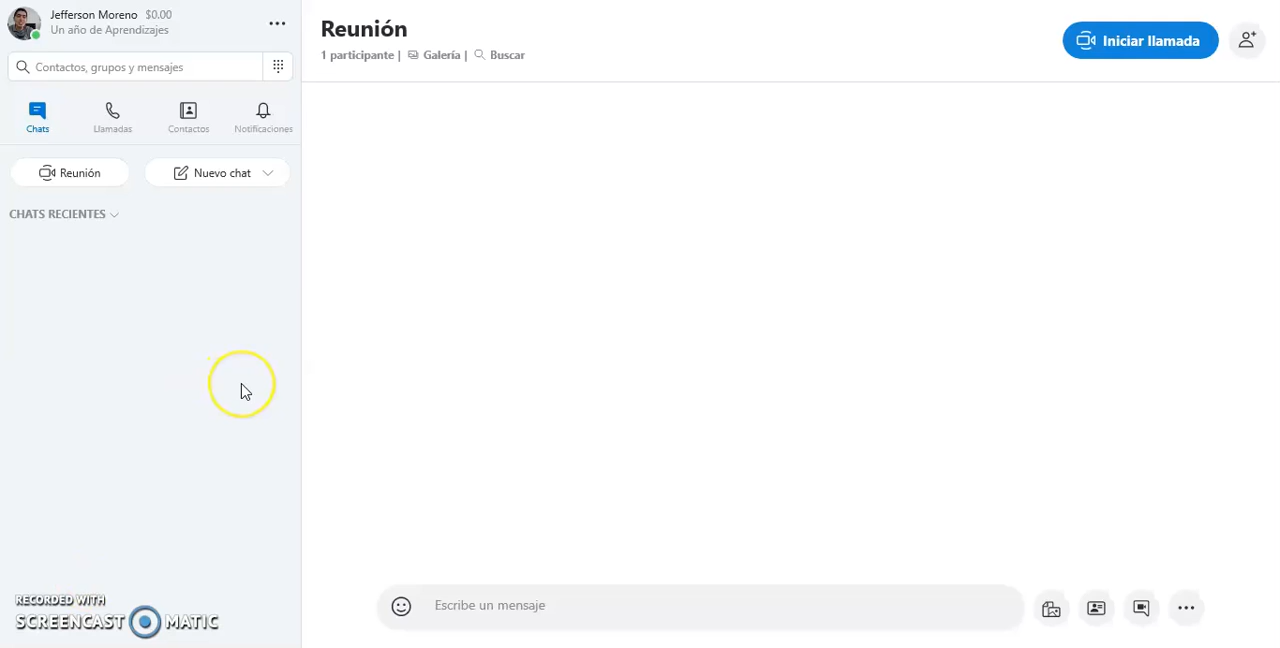 Jefferson Moreno $0.00
Un año de Aprendizajes
Contactos, grupos y mensajes
Chats Llamadas Contactos Notificaciones
Reunión Nuevo chat
CHATS RECIENTES
Reunión
1 participante | Galería | Buscar
Iniciar llamada
Escribe un mensaje
RECORDED WITH
SCREENCAST MATIC